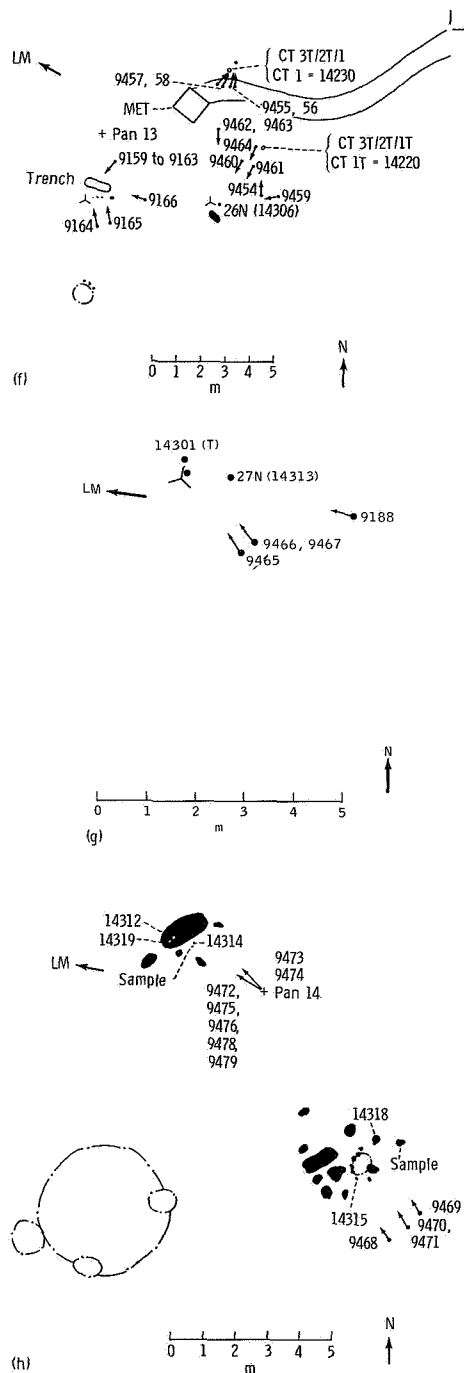 LM
CT 3T/2T/1
CT 1 = 14230
9457, 58
9455, 56
MET
9462, 9463
+ Pan 13
9464
CT 3T/2T/1T
CT 1T = 14220
9159 to 9163
9460
9461
Trench
9166
9454
9459
26N (14306)
9164
9165
N
0 1 2 3 4 5
m
(f)
14301 (T)
LM
27N (14313)
9188
9466, 9467
9465
N
0 1 2 3 4 5
m
(g)
14312
14319
14314
LM
Sample
9473
9474
+ Pan 14
9472,
9475,
9476,
9478,
9479
14318
Sample
14315
9469
9470,
9471
9468
N
0 1 2 3 4 5
m
(h)